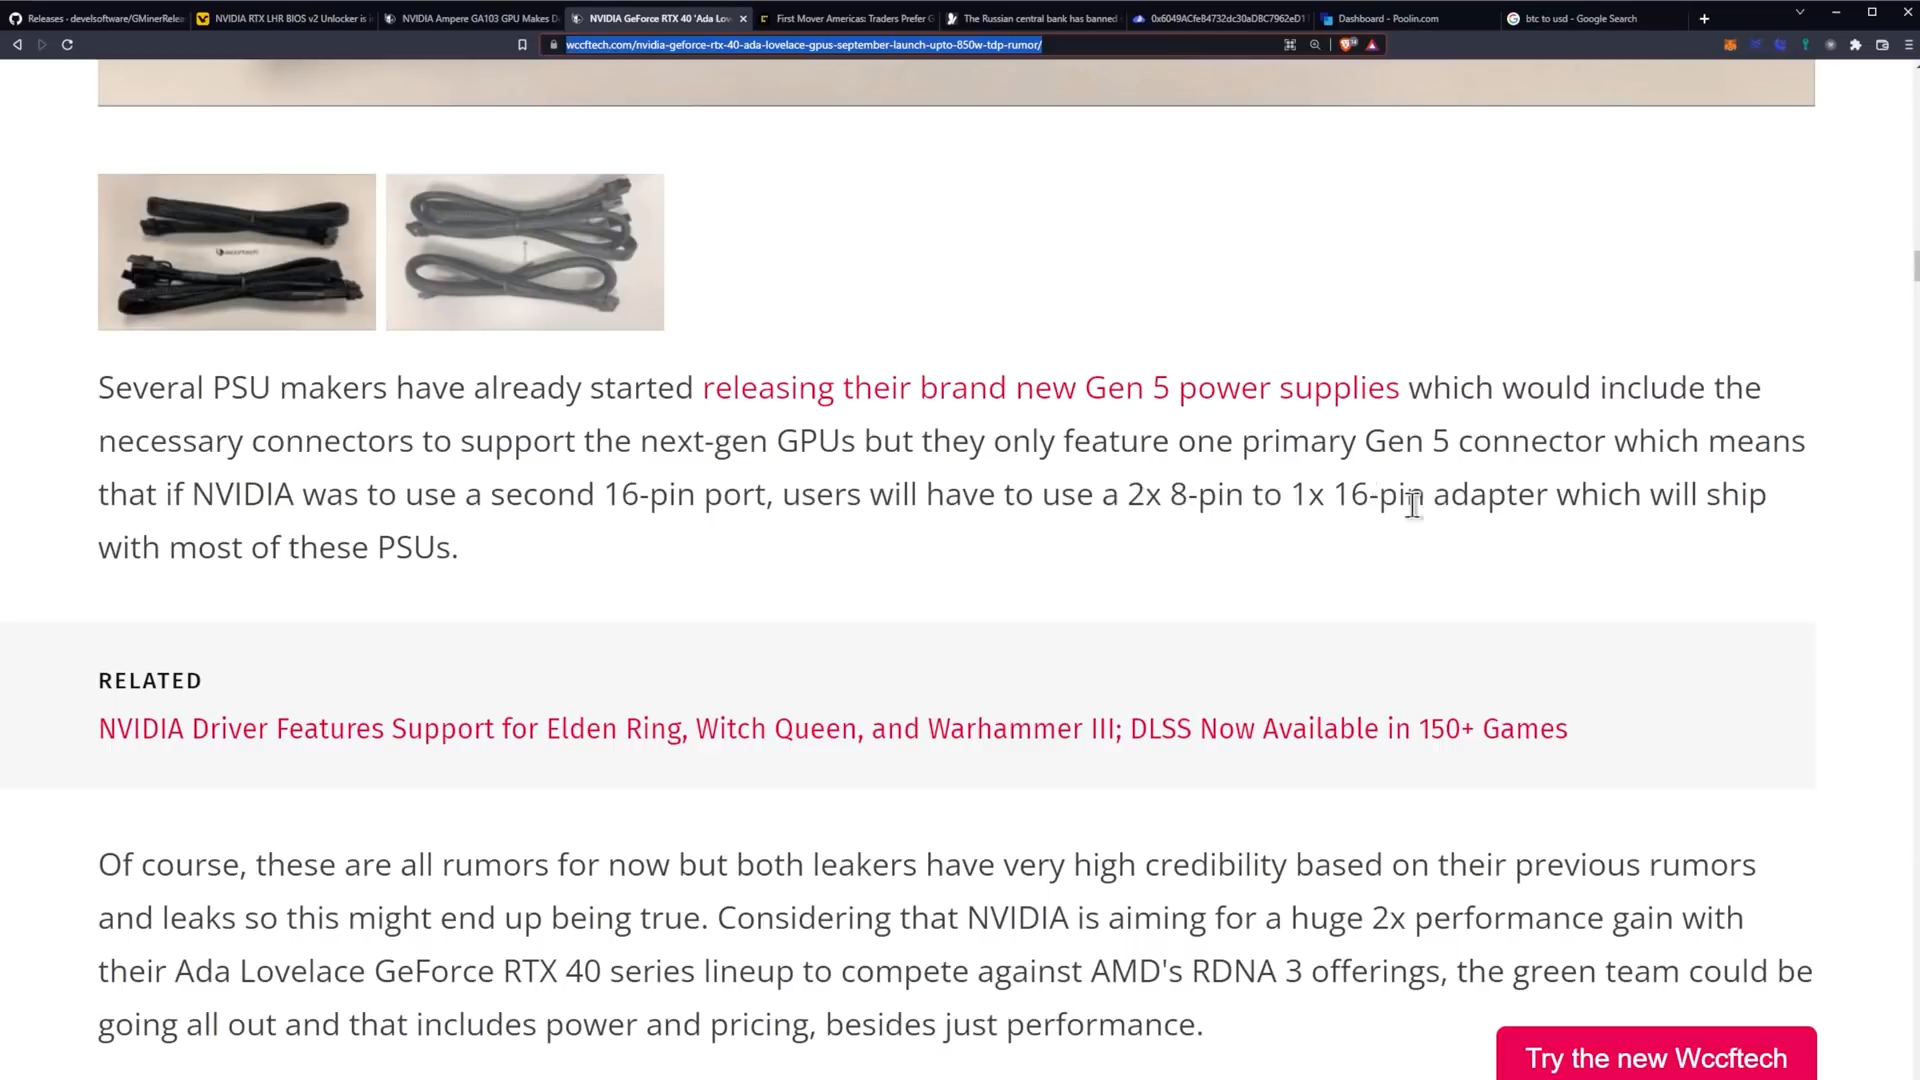 Releases · develsoftware/GMinerRelea
NVIDIA RTX LHR BIOS v2 Unlocker is
NVIDIA Ampere GA103 GPU Makes D
NVIDIA GeForce RTX 40 'Ada Lov
First Mover Americas: Traders Prefer G
The Russian central bank has banned
0x6049ACfeB4732dc30aDBC7962eD1
Dashboard - Poolin.com
btc to usd - Google Search
wccftech.com/nvidia-geforce-rtx-40-ada-lovelace-gpus-september-launch-upto-850w-tdp-rumor/
wccftech
Several PSU makers have already started releasing their brand new Gen 5 power supplies which would include the
necessary connectors to support the next-gen GPUs but they only feature one primary Gen 5 connector which means
that if NVIDIA was to use a second 16-pin port, users will have to use a 2x 8-pin to 1x 16-pin adapter which will ship
with most of these PSUs.
RELATED
NVIDIA Driver Features Support for Elden Ring, Witch Queen, and Warhammer III; DLSS Now Available in 150+ Games
Of course, these are all rumors for now but both leakers have very high credibility based on their previous rumors
and leaks so this might end up being true. Considering that NVIDIA is aiming for a huge 2x performance gain with
their Ada Lovelace GeForce RTX 40 series lineup to compete against AMD's RDNA 3 offerings, the green team could be
going all out and that includes power and pricing, besides just performance.
Try the new Wccftech